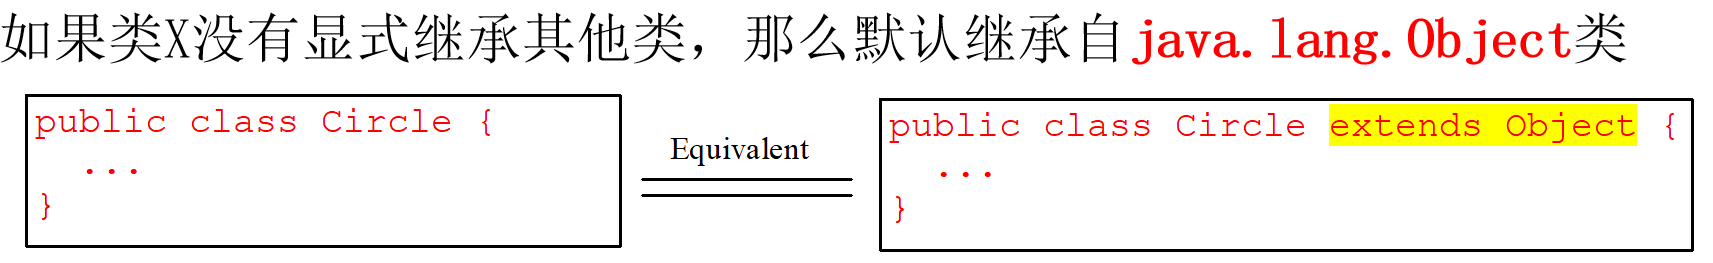 如果类X没有显式继承其他类，那么默认继承自java.lang.Object类
public class Circle {
...
}
Equivalent
public class Circle extends Object {
...
}